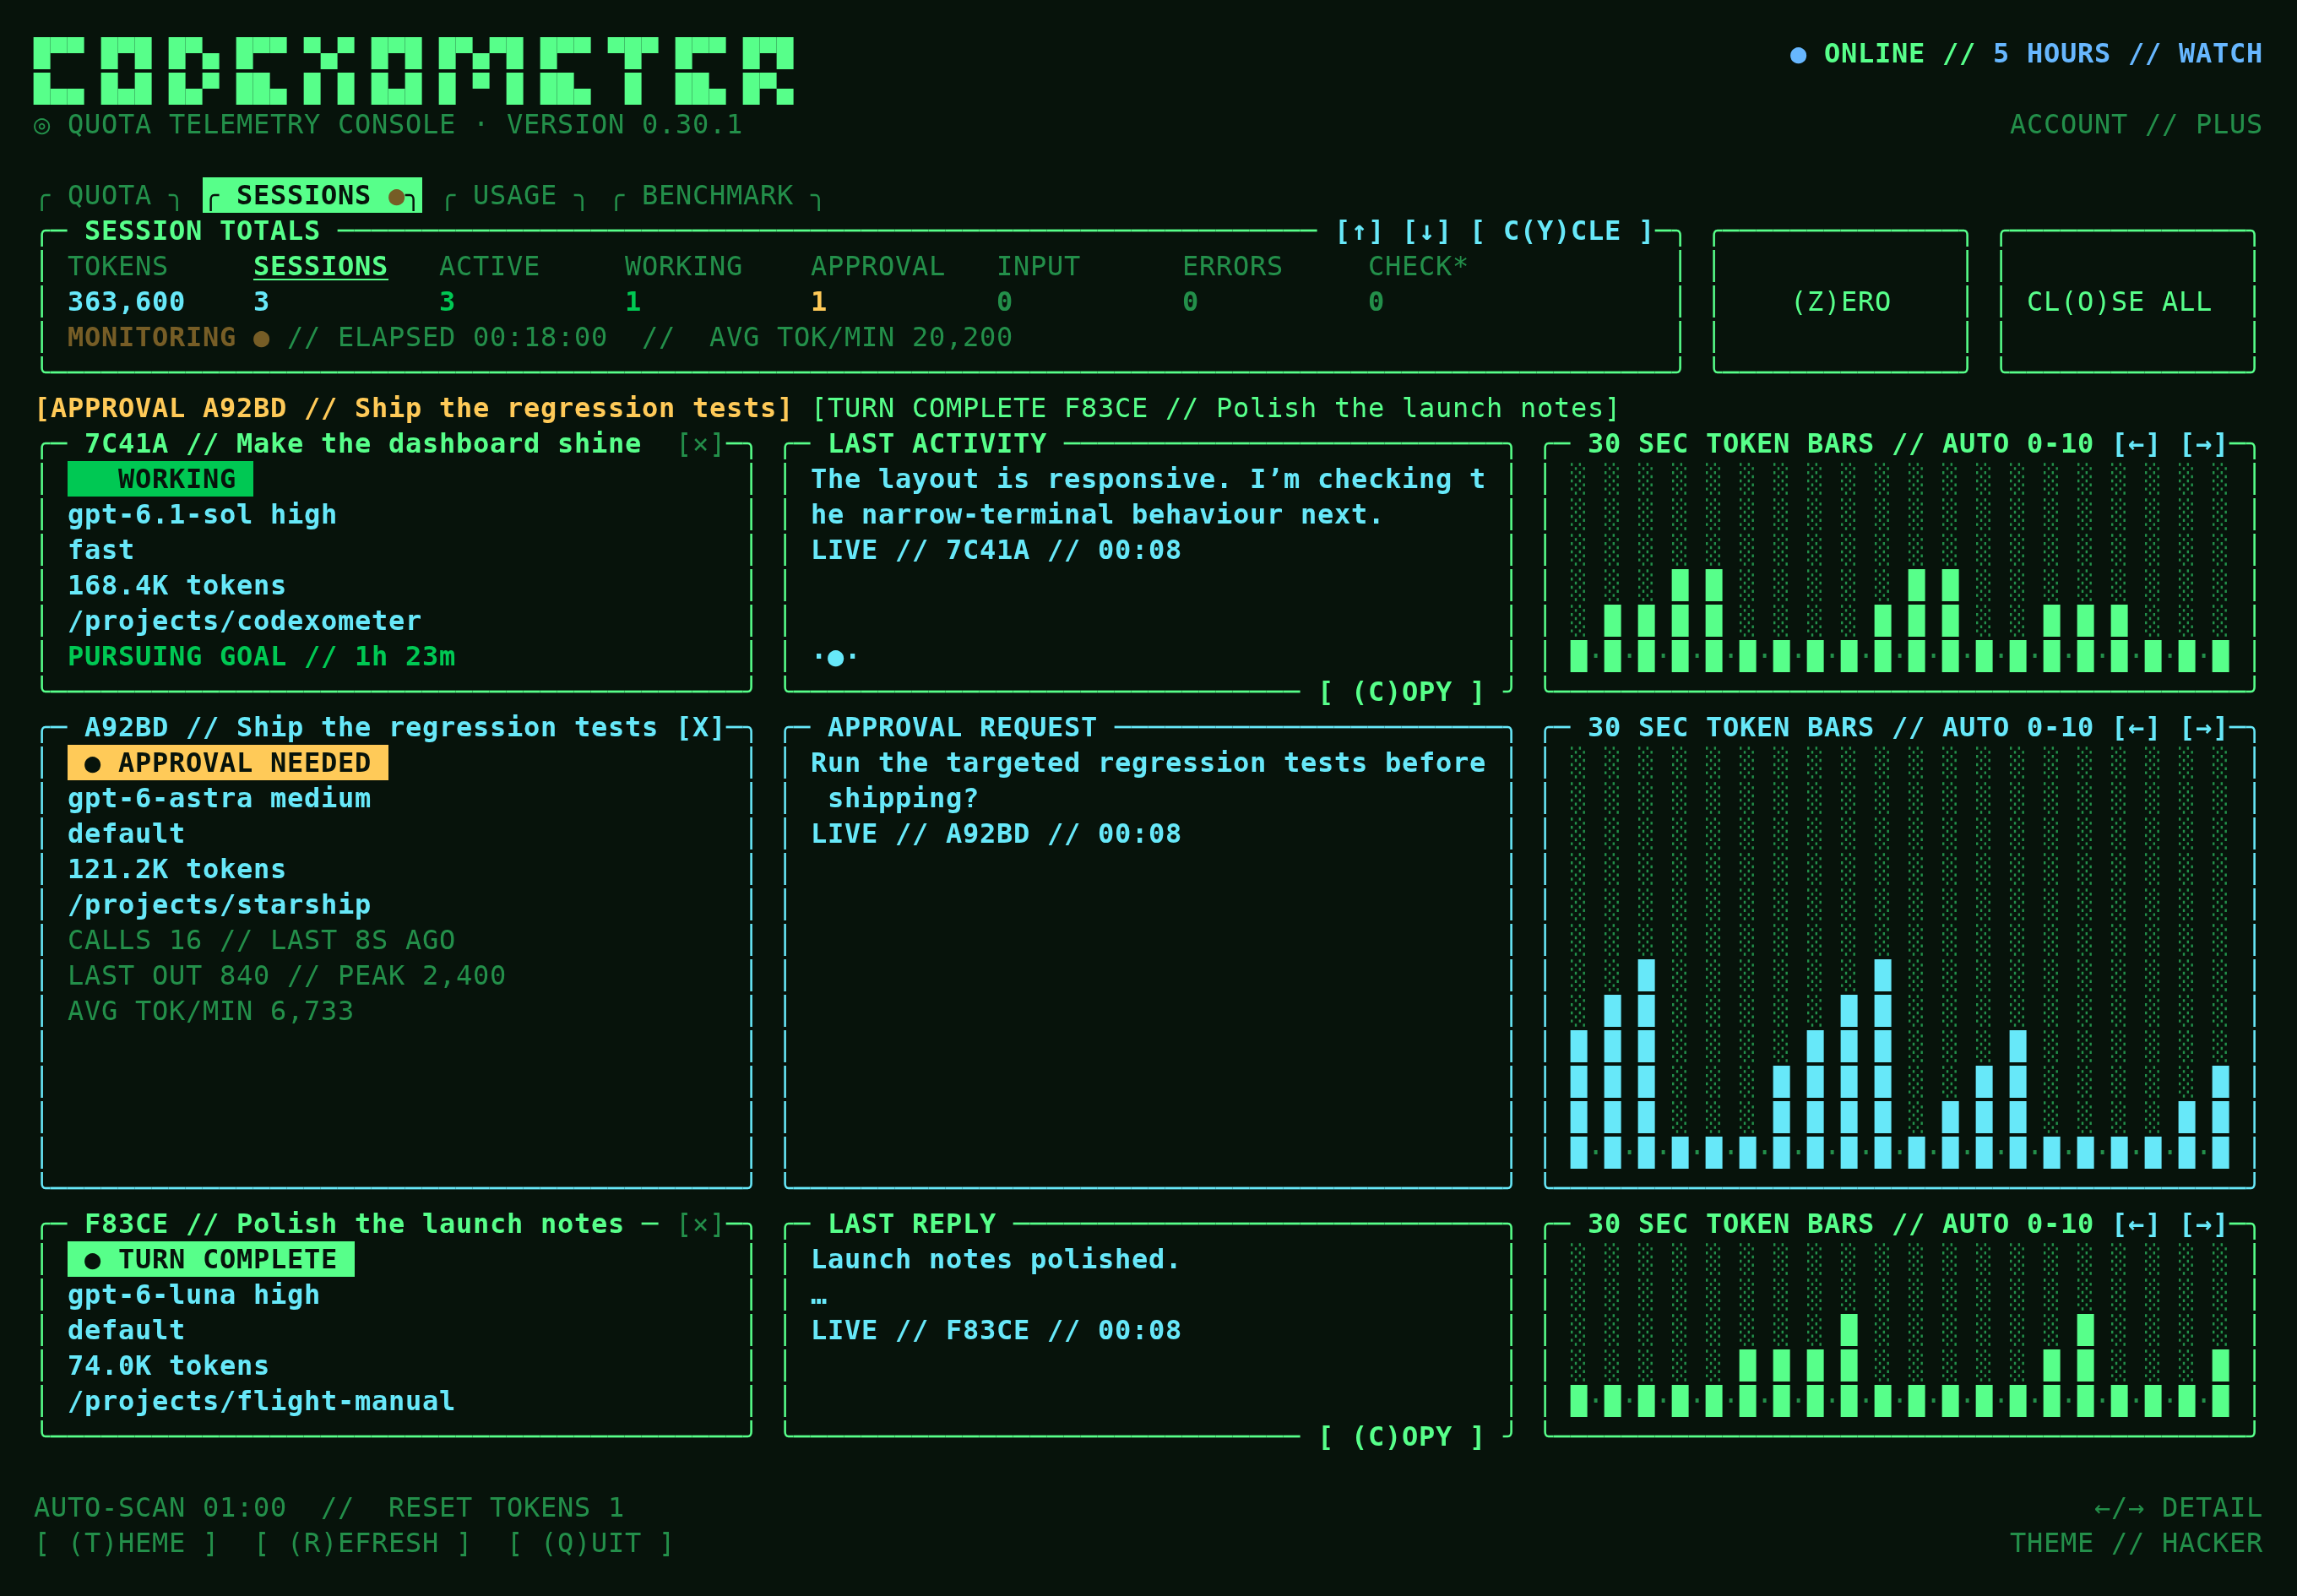 CODEXOMETER
● ONLINE // 5 HOURS // WATCH
◎ QUOTA TELEMETRY CONSOLE · VERSION 0.30.1
ACCOUNT // PLUS
QUOTA SESSIONS ● USAGE BENCHMARK
SESSION TOTALS [↑] [↓] [ C(Y)CLE ]
TOKENS SESSIONS ACTIVE WORKING APPROVAL INPUT ERRORS CHECK*
363,600 3 3 1 1 0 0 0
(Z)ERO
CL(O)SE ALL
MONITORING ● // ELAPSED 00:18:00 // AVG TOK/MIN 20,200
[APPROVAL A92BD // Ship the regression tests] [TURN COMPLETE F83CE // Polish the launch notes]
7C41A // Make the dashboard shine [×]
WORKING
gpt-6.1-sol high
fast
168.4K tokens
/projects/codexometer
PURSUING GOAL // 1h 23m
LAST ACTIVITY
The layout is responsive. I’m checking t
he narrow-terminal behaviour next.
LIVE // 7C41A // 00:08
·●·
[ (C)OPY ]
30 SEC TOKEN BARS // AUTO 0-10 [←] [→]
A92BD // Ship the regression tests [X]
● APPROVAL NEEDED
gpt-6-astra medium
default
121.2K tokens
/projects/starship
CALLS 16 // LAST 8S AGO
LAST OUT 840 // PEAK 2,400
AVG TOK/MIN 6,733
APPROVAL REQUEST
Run the targeted regression tests before
shipping?
LIVE // A92BD // 00:08
30 SEC TOKEN BARS // AUTO 0-10 [←] [→]
F83CE // Polish the launch notes [×]
● TURN COMPLETE
gpt-6-luna high
default
74.0K tokens
/projects/flight-manual
LAST REPLY
Launch notes polished.
…
LIVE // F83CE // 00:08
[ (C)OPY ]
30 SEC TOKEN BARS // AUTO 0-10 [←] [→]
AUTO-SCAN 01:00 // RESET TOKENS 1
←/→ DETAIL
[ (T)HEME ] [ (R)EFRESH ] [ (Q)UIT ]
THEME // HACKER